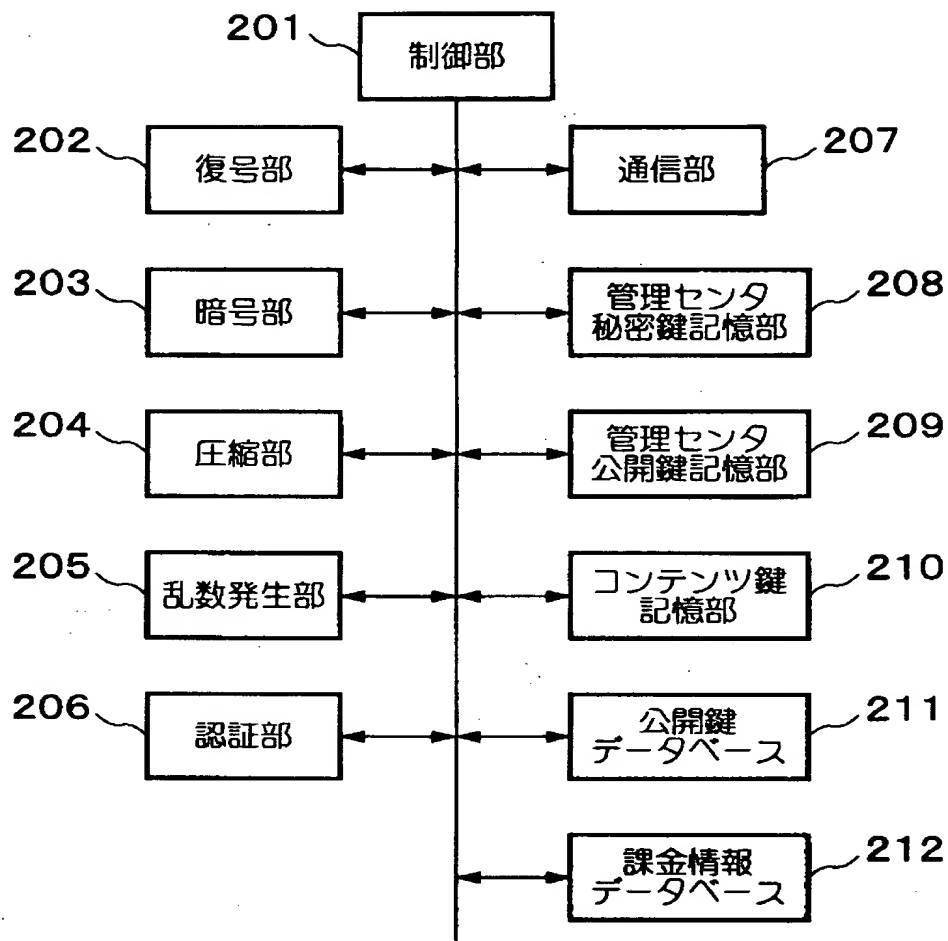 201
制御部
202
復号部
207
通信部
203
暗号部
208
管理センタ
秘密鍵記憶部
204
圧縮部
209
管理センタ
公開鍵記憶部
205
乱数発生部
210
コンテンツ鍵
記憶部
206
認証部
211
公開鍵
データベース
212
課金情報
データベース